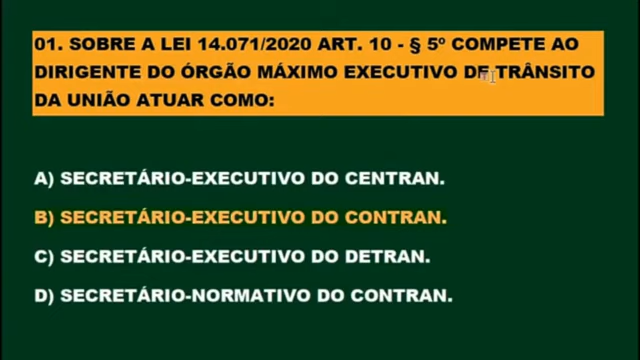 01. SOBRE A LEI 14.071/2020 ART. 10 - § 5º COMPETE AO
DIRIGENTE DO ÓRGÃO MÁXIMO EXECUTIVO DE TRÂNSITO
DA UNIÃO ATUAR COMO:
A) SECRETÁRIO-EXECUTIVO DO CENTRAN.
B) SECRETÁRIO-EXECUTIVO DO CONTRAN.
C) SECRETÁRIO-EXECUTIVO DO DETRAN.
D) SECRETÁRIO-NORMATIVO DO CONTRAN.